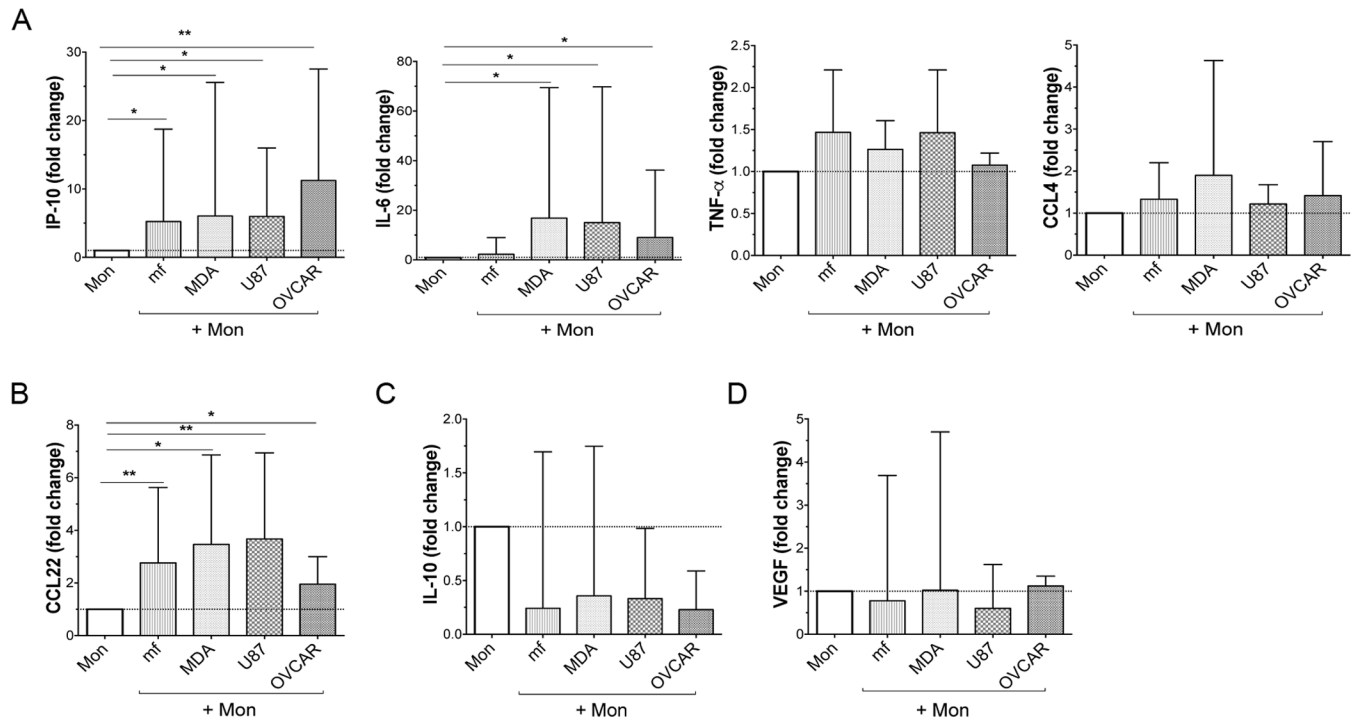 A
IP-10 (fold change)
30
20
10
0
**
*
*
*
Mon
mf
MDA
U87
OVCAR
+ Mon
IL-6 (fold change)
80
60
40
20
0
*
*
*
Mon
mf
MDA
U87
OVCAR
+ Mon
TNF-α (fold change)
2.5
2.0
1.5
1.0
0.5
0.0
Mon
mf
MDA
U87
OVCAR
+ Mon
CCL4 (fold change)
5
4
3
2
1
0
Mon
mf
MDA
U87
OVCAR
+ Mon
B
CCL22 (fold change)
8
6
4
2
0
*
**
*
**
Mon
mf
MDA
U87
OVCAR
+ Mon
C
IL-10 (fold change)
2.0
1.5
1.0
0.5
0.0
Mon
mf
MDA
U87
OVCAR
+ Mon
D
VEGF (fold change)
5
4
3
2
1
0
Mon
mf
MDA
U87
OVCAR
+ Mon